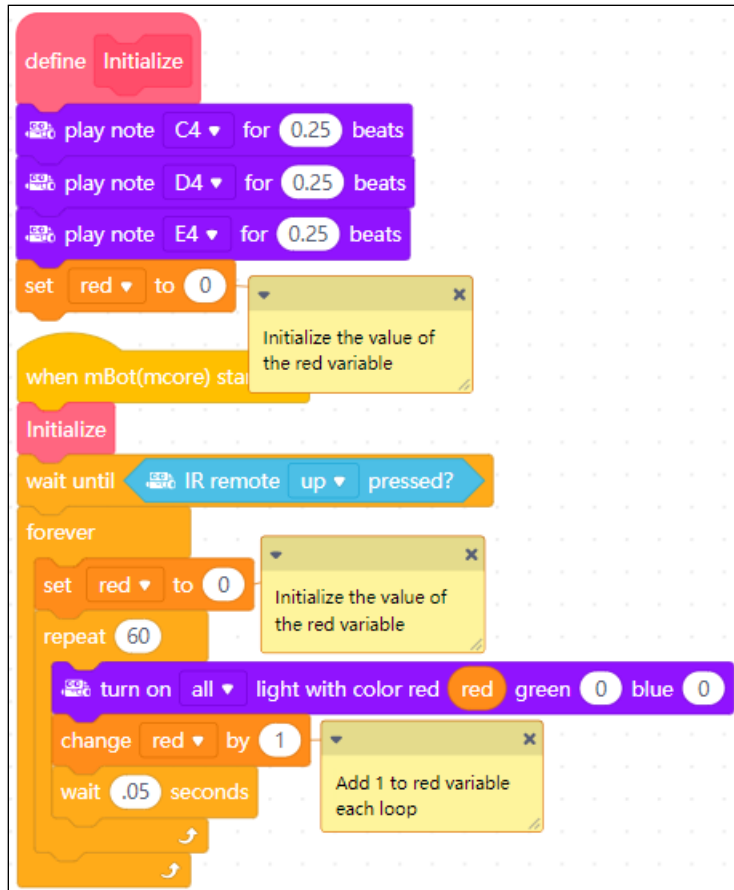 define Initialize
play note C4 for 0.25 beats
play note D4 for 0.25 beats
play note E4 for 0.25 beats
set red to 0
Initialize the value of
the red variable
when mBot(mcore)
Initialize
wait until IR remote up pressed?
forever
set red to 0
Initialize the value of
the red variable
repeat 60
turn on all light with color red red green 0 blue 0
change red by 1
wait .05 seconds
Add 1 to red variable
each loop